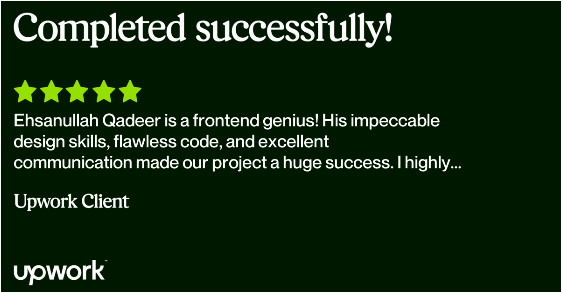 Completed successfully!
Ehsanullah Qadeer is a frontend genius! His impeccable
design skills, flawless code, and excellent
communication made our project a huge success. I highly...
Upwork Client
upwork